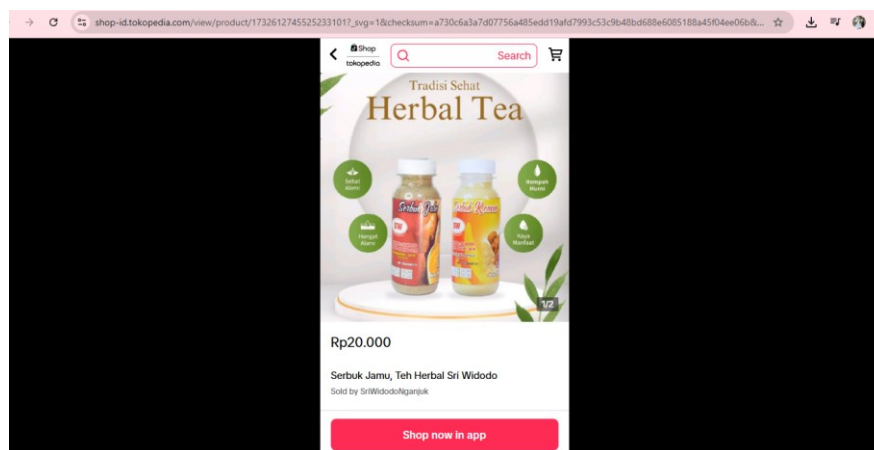 shop-id.tokopedia.com/view/product/1732612745525233101?_svg=1&checksum=a730c6a3a7d07756a485edd19afd7993c53c9b48bd688e6085188a45f04ee06b&...
Shop
tokopedia
Search
Tradisi Sehat
Herbal Tea
Sehat
Alami
Rempah
Murni
Hangat
Alami
Kaya
Manfaat
Serbuk
Serbuk
1/2
Rp20.000
Serbuk Jamu, Teh Herbal Sri Widodo
Sold by SriWidodoNganjuk
Shop now in app